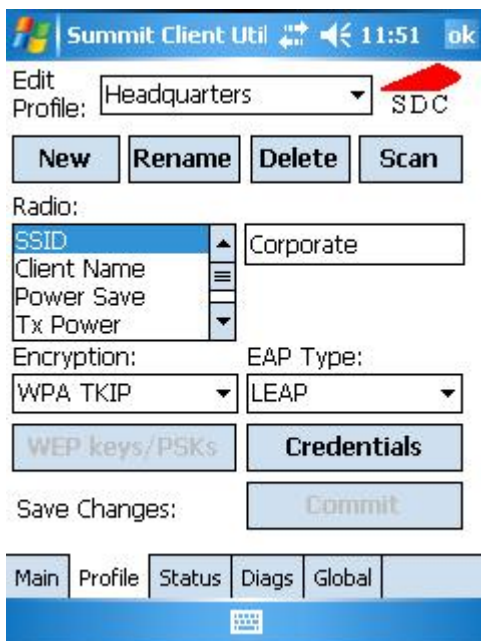 Summit Client Util 11:51 ok
Edit
Profile: Headquarters
SDC
New Rename Delete Scan
Radio:
SSID Corporate
Client Name
Power Save
Tx Power
Encryption: EAP Type:
WPA TKIP LEAP
WEP keys/PSKs Credentials
Save Changes: Commit
Main Profile Status Diags Global